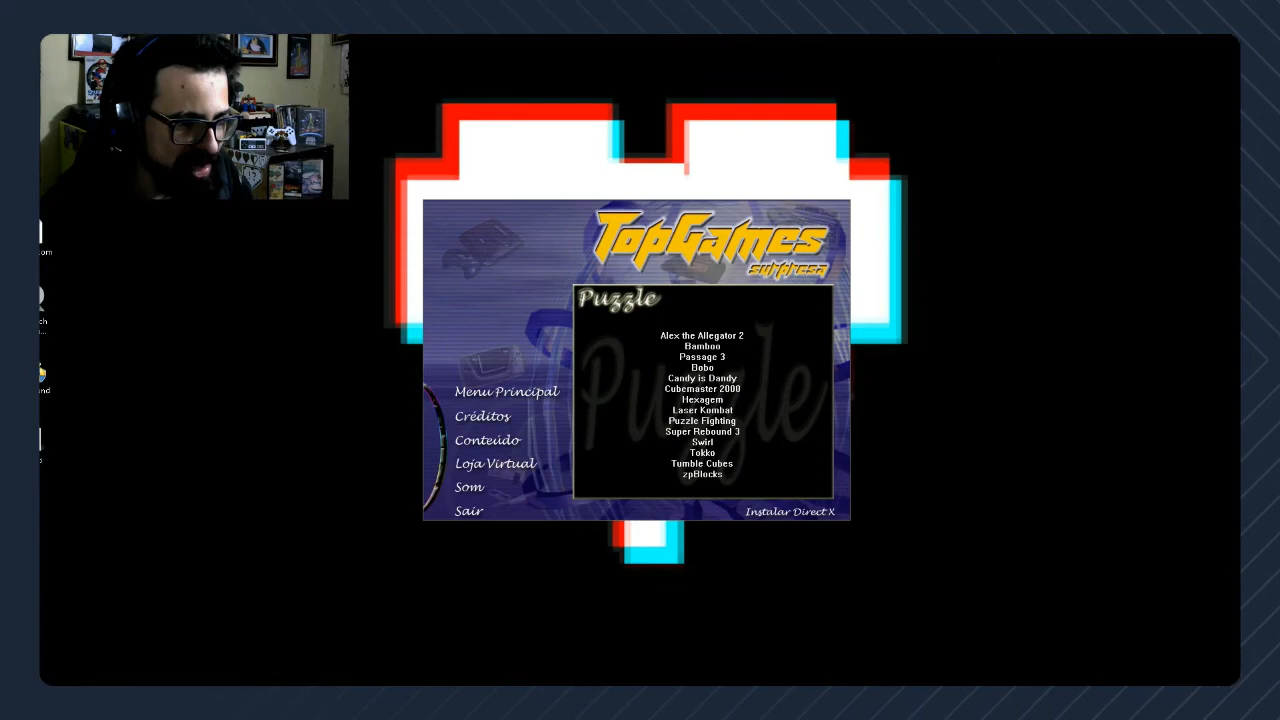 TopGames
surpresa
Puzzle
Alex the Allegator 2
Bamboo
Passage 3
Bobo
Candy is Dandy
Cubemaster 2000
Hexagem
Laser Kombat
Puzzle Fighting
Super Rebound 3
Swirl
Tokko
Tumble Cubes
zpBlocks
Menu Principal
Créditos
Conteúdo
Loja Virtual
Som
Sair
Instalar Direct X
Puzzle
com